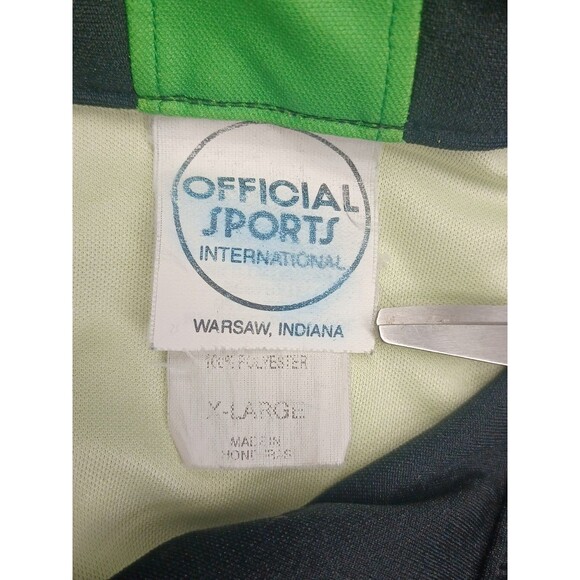 OFFICIAL
SPORTS
INTERNATIONAL
WARSAW, INDIANA
100% POLYESTER
X-LARGE
MADE IN
HONDURAS